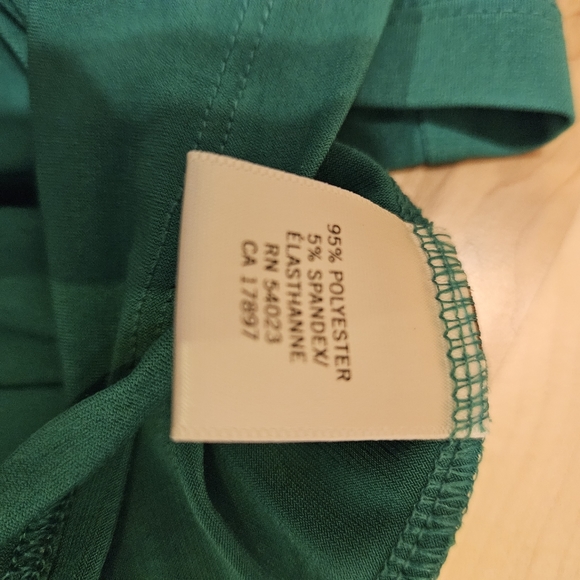 95% POLYESTER
5% SPANDEX/
ÉLASTHANNE
RN 54023
CA 17897